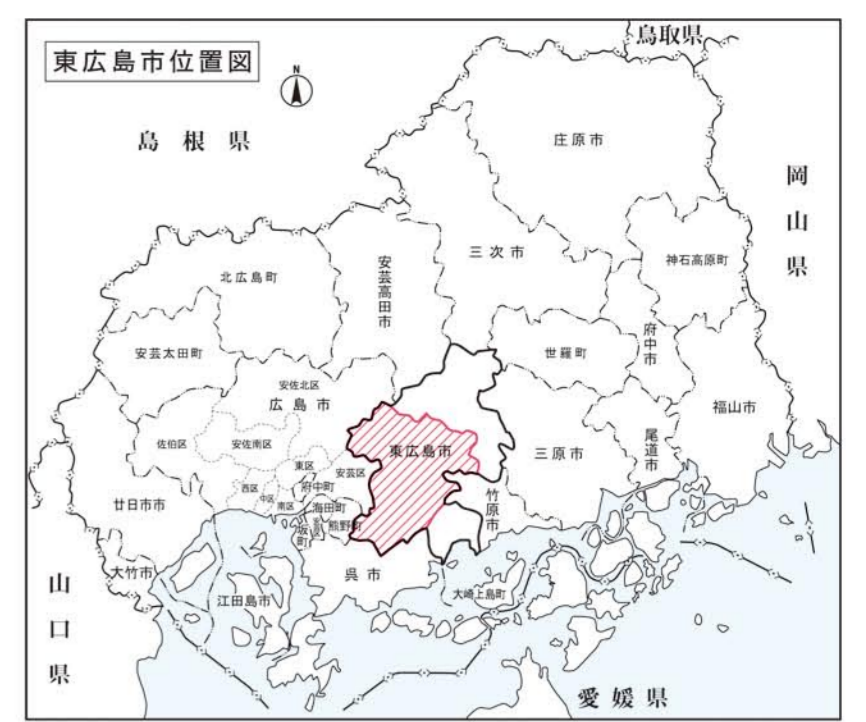 鳥取県
東広島市位置図
N
島根県
庄原市
岡山県
三次市
神石高原町
北広島町
安芸高田市
府中市
安芸太田町
世羅町
安佐北区
広島市
福山市
佐伯区
安佐南区
東広島市
三原市
尾道市
東区
安芸区
西区
府中町
中区
南区
海田町
竹原市
廿日市市
坂町
熊野町
大竹市
呉市
江田島市
大崎上島町
山口県
愛媛県